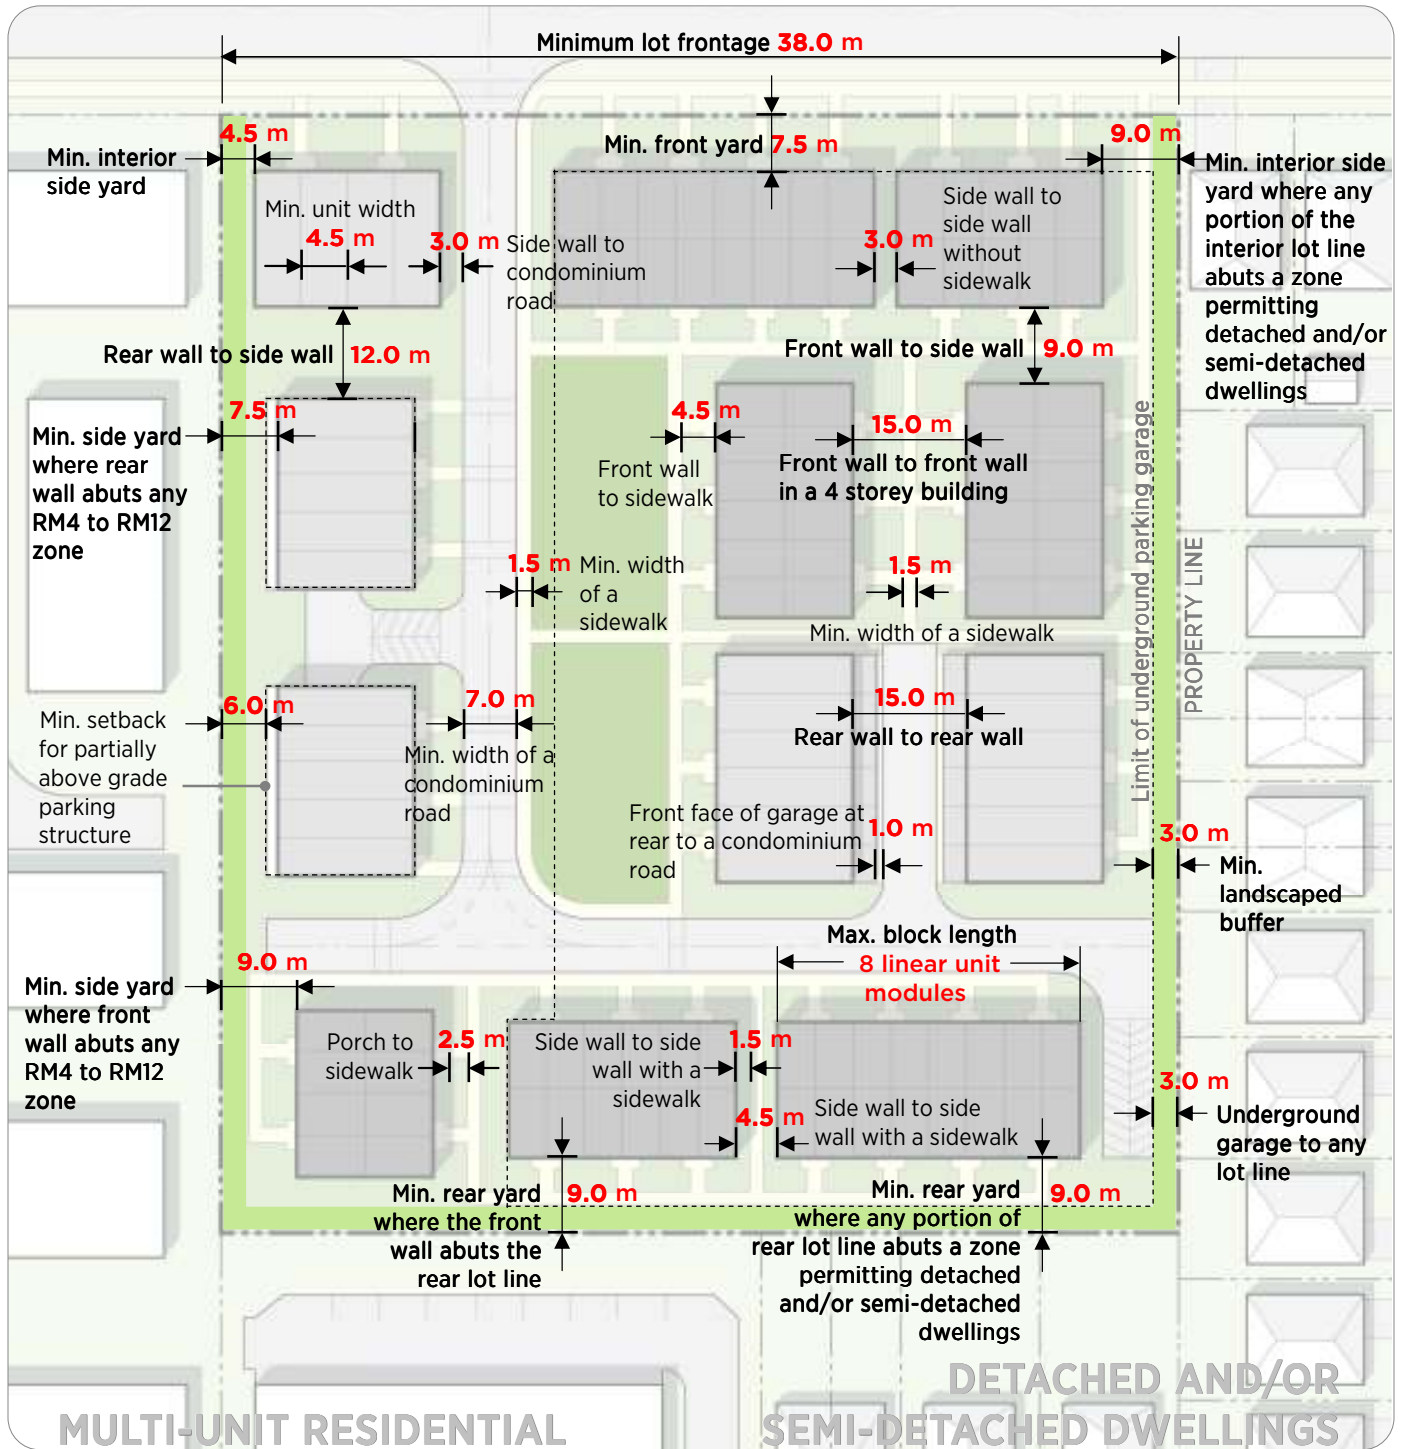 Minimum lot frontage 38.0 m
4.5 m
Min. interior
side yard
Min. front yard 7.5 m
9.0 m
Min. interior side
yard where any
portion of the
interior lot line
abuts a zone
permitting
detached and/or
semi-detached
dwellings
Min. unit width
4.5 m
3.0 m
Side wall to
condominium
road
3.0 m
Side wall to
side wall
without
sidewalk
Rear wall to side wall 12.0 m
Front wall to side wall 9.0 m
7.5 m
Min. side yard
where rear
wall abuts any
RM4 to RM12
zone
4.5 m
Front wall
to sidewalk
15.0 m
Front wall to front wall
in a 4 storey building
Limit of underground parking garage
PROPERTY LINE
1.5 m
Min. width
of a
sidewalk
1.5 m
Min. width of a sidewalk
6.0 m
Min. setback
for partially
above grade
parking
structure
7.0 m
Min. width of a
condominium
road
15.0 m
Rear wall to rear wall
Front face of garage at
rear to a condominium
road
1.0 m
3.0 m
Min.
landscaped
buffer
Max. block length
8 linear unit
modules
9.0 m
Min. side yard
where front
wall abuts any
RM4 to RM12
zone
Porch to
sidewalk
2.5 m
Side wall to side
wall with a
sidewalk
1.5 m
4.5 m
Side wall to side
wall with a sidewalk
3.0 m
Underground
garage to any
lot line
Min. rear yard
where the front
wall abuts the
rear lot line
9.0 m
Min. rear yard
where any portion of
rear lot line abuts a zone
permitting detached
and/or semi-detached
dwellings
9.0 m
MULTI-UNIT RESIDENTIAL
DETACHED AND/OR
SEMI-DETACHED DWELLINGS